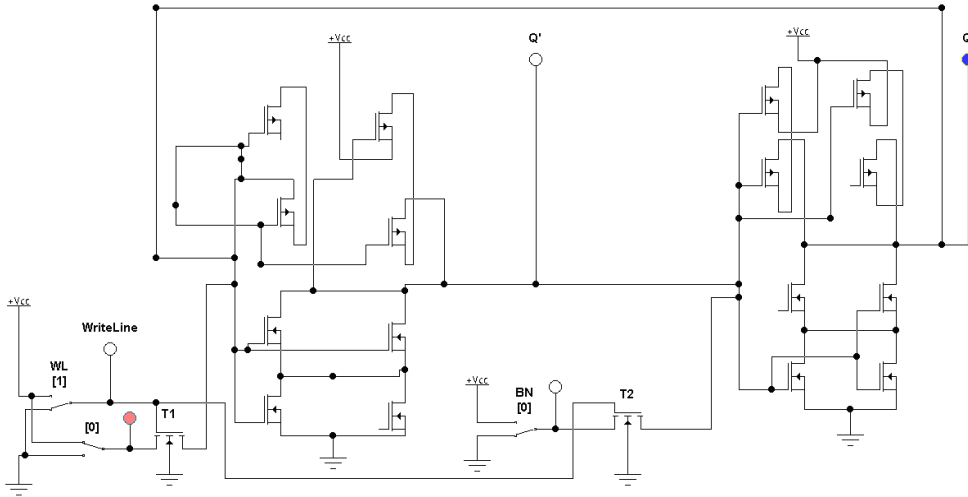 +Vcc
Q'
+Vcc
Q
+Vcc
WriteLine
WL
[1]
[0]
T1
+Vcc
BN
[0]
T2